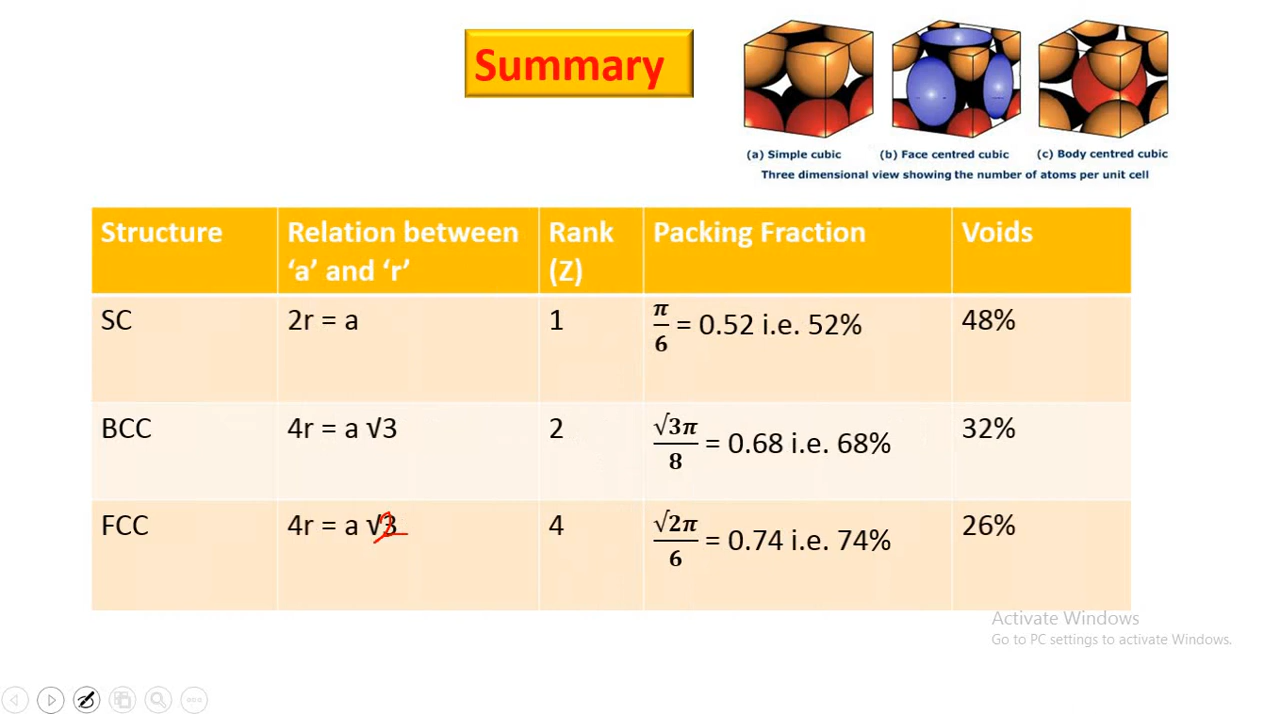 Summary
(a) Simple cubic (b) Face centred cubic (c) Body centred cubic
Three dimensional view showing the number of atoms per unit cell
Structure Relation between ‘a’ and ‘r’ Rank (Z) Packing Fraction Voids
SC 2r = a 1 π/6 = 0.52 i.e. 52% 48%
BCC 4r = a √3 2 √3π/8 = 0.68 i.e. 68% 32%
FCC 4r = a √2 4 √2π/6 = 0.74 i.e. 74% 26%
Activate Windows
Go to PC settings to activate Windows.